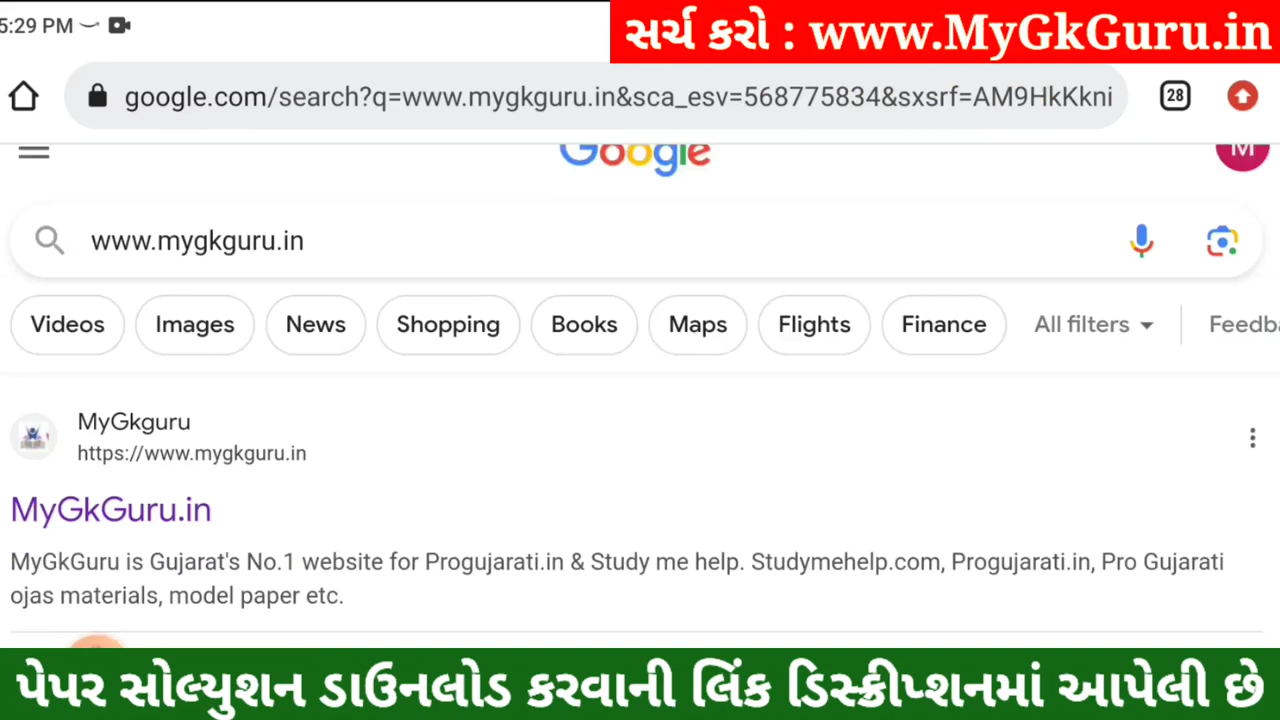 5:29 PM
સર્ચ કરો : www.MyGkGuru.in
google.com/search?q=www.mygkguru.in&sca_esv=568775834&sxsrf=AM9HkKkni
28
Google
M
www.mygkguru.in
Videos Images News Shopping Books Maps Flights Finance All filters Feedba
MyGkguru
https://www.mygkguru.in
MyGkGuru.in
MyGkGuru is Gujarat's No.1 website for Progujarati.in & Study me help. Studymehelp.com, Progujarati.in, Pro Gujarati
ojas materials, model paper etc.
પેપર સોલ્યુશન ડાઉનલોડ કરવાની લિંક ડિસ્ક્રીપ્શનમાં આપેલી છે